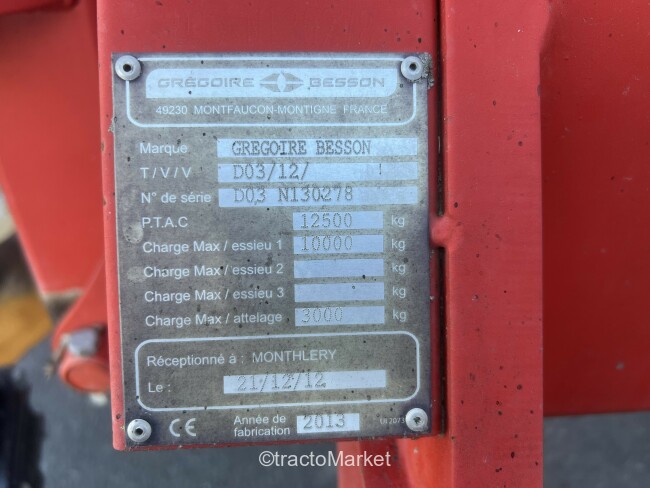 GREGOIRE BESSON
49230 MONTFAUCON-MONTIGNE FRANCE
Marque GREGOIRE BESSON
T / V / V D03/12/ !
N° de série D03 N130278
P.T.A.C 12500 kg
Charge Max / essieu 1 10000 kg
Charge Max / essieu 2 kg
Charge Max / essieu 3 kg
Charge Max / attelage 3000 kg
Réceptionné à : MONTHLERY
Le : 21/12/12
CE Année de fabrication 2013
©tractoMarket